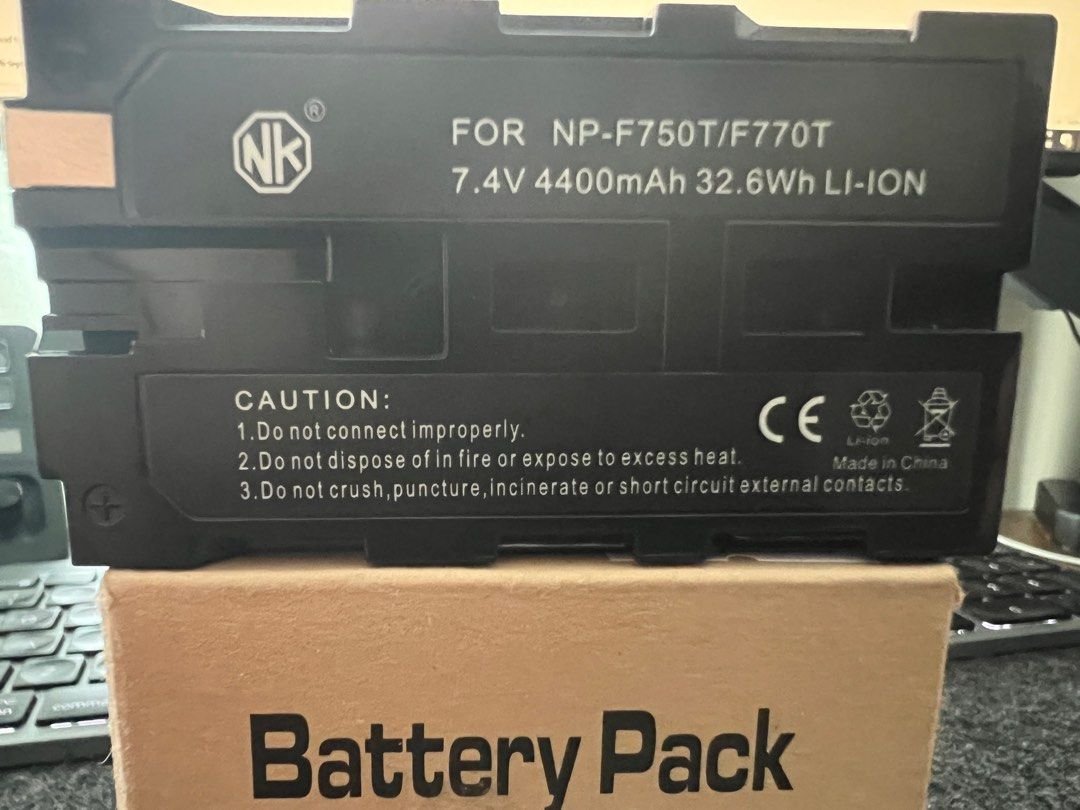 NK®
FOR NP-F750T/F770T
7.4V 4400mAh 32.6Wh LI-ION
CAUTION:
1.Do not connect improperly.
2.Do not dispose of in fire or expose to excess heat.
3.Do not crush,puncture,incinerate or short circuit external contacts.
CE
Li-ion
Made in China
Battery Pack